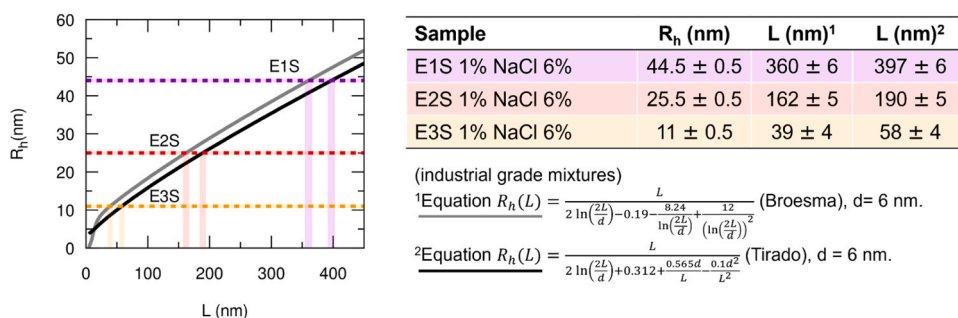 60
50
40
30
20
10
0
R_h(nm)
E1S
E2S
E3S
0 100 200 300 400
L (nm)
Sample R_h (nm) L (nm)¹ L (nm)²
E1S 1% NaCl 6% 44.5 ± 0.5 360 ± 6 397 ± 6
E2S 1% NaCl 6% 25.5 ± 0.5 162 ± 5 190 ± 5
E3S 1% NaCl 6% 11 ± 0.5 39 ± 4 58 ± 4
(industrial grade mixtures)
¹Equation R_h(L) = L / (2 ln(2L/d) − 0.19 − 8.24/ln(2L/d) + 12/(ln(2L/d))²) (Broesma), d= 6 nm.
²Equation R_h(L) = L / (2 ln(2L/d) + 0.312 + 0.565d/L − 0.1d²/L²) (Tirado), d = 6 nm.